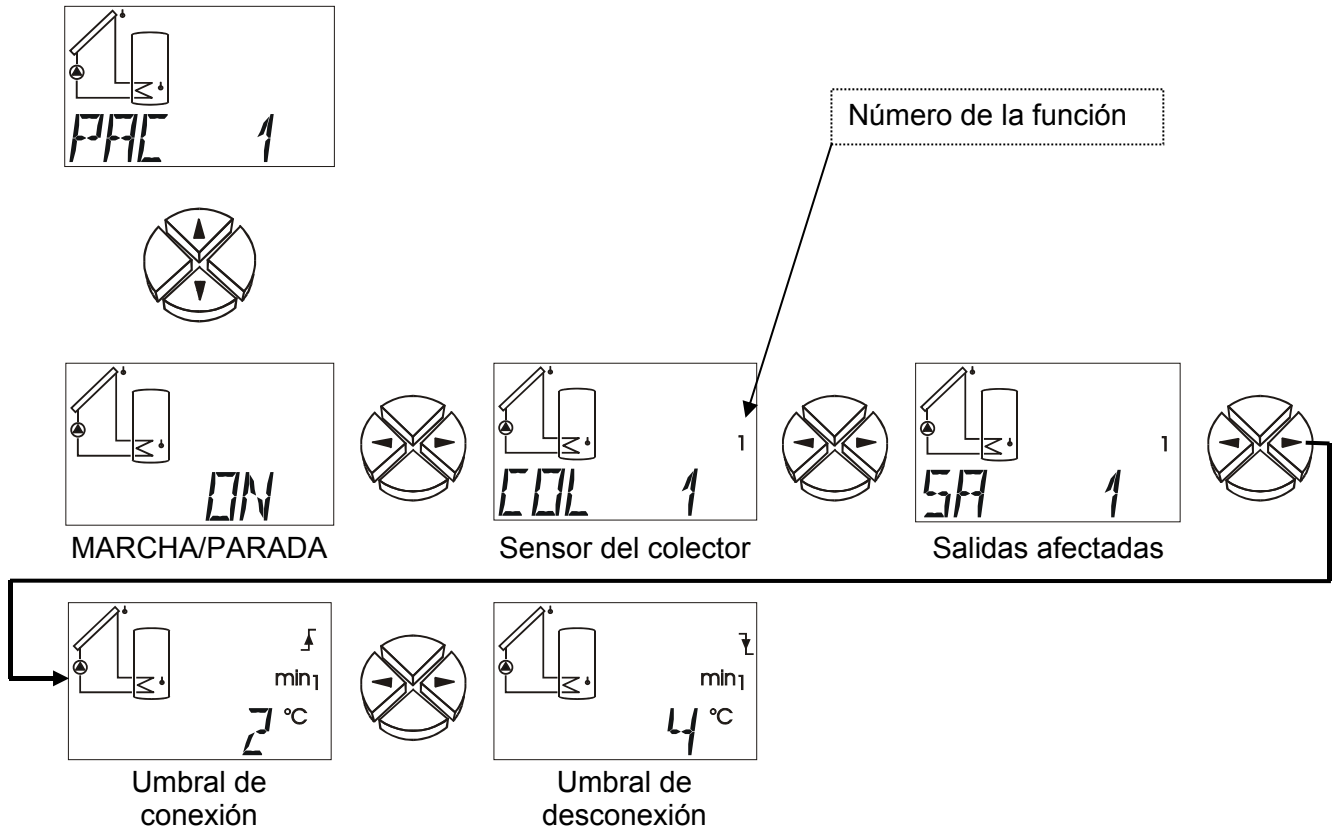 PAC 1
Número de la función
ON
1
COL 1
1
SA 1
MARCHA/PARADA
Sensor del colector
Salidas afectadas
min1
2 °C
min1
4 °C
Umbral de
conexión
Umbral de
desconexión